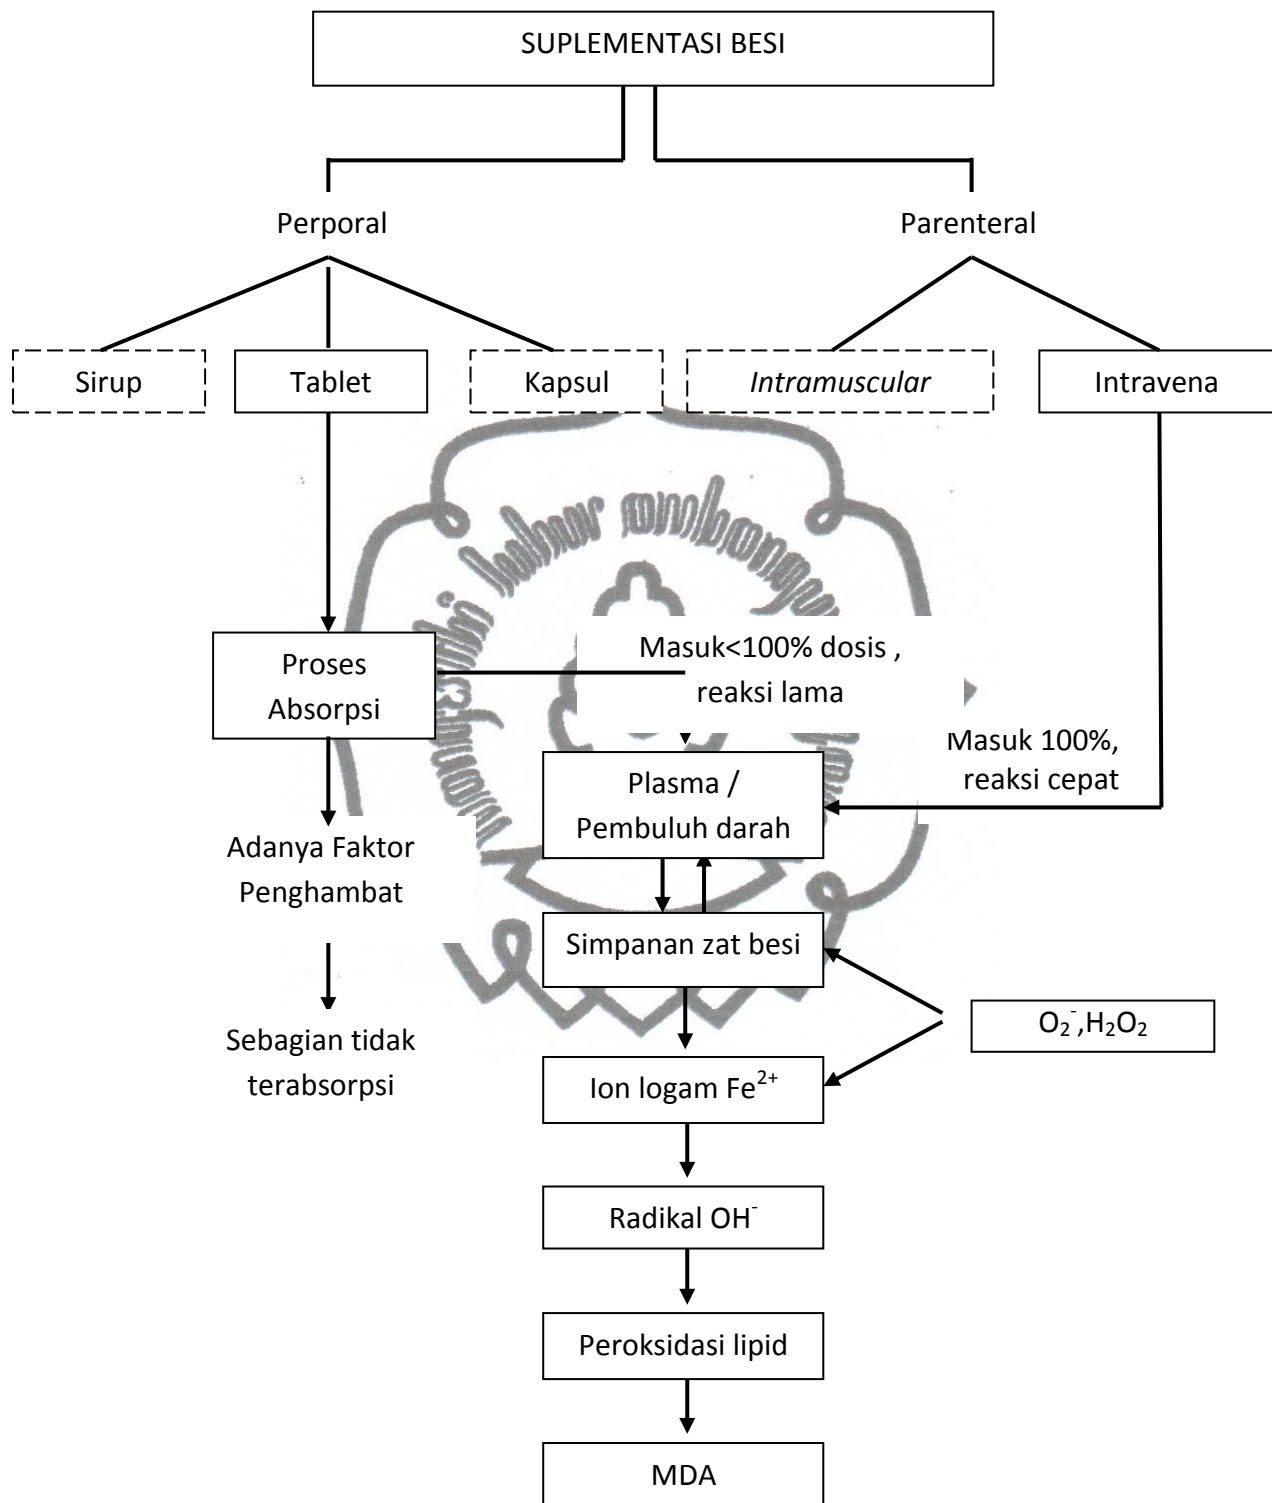 SUPLEMENTASI BESI
Perporal
Parenteral
Sirup
Tablet
Kapsul
Intramuscular
Intravena
Proses
Absorpsi
Masuk<100% dosis ,
reaksi lama
Masuk 100%,
reaksi cepat
Plasma /
Pembuluh darah
Adanya Faktor
Penghambat
Simpanan zat besi
Sebagian tidak
terabsorpsi
O₂⁻,H₂O₂
Ion logam Fe²⁺
Radikal OH⁻
Peroksidasi lipid
MDA